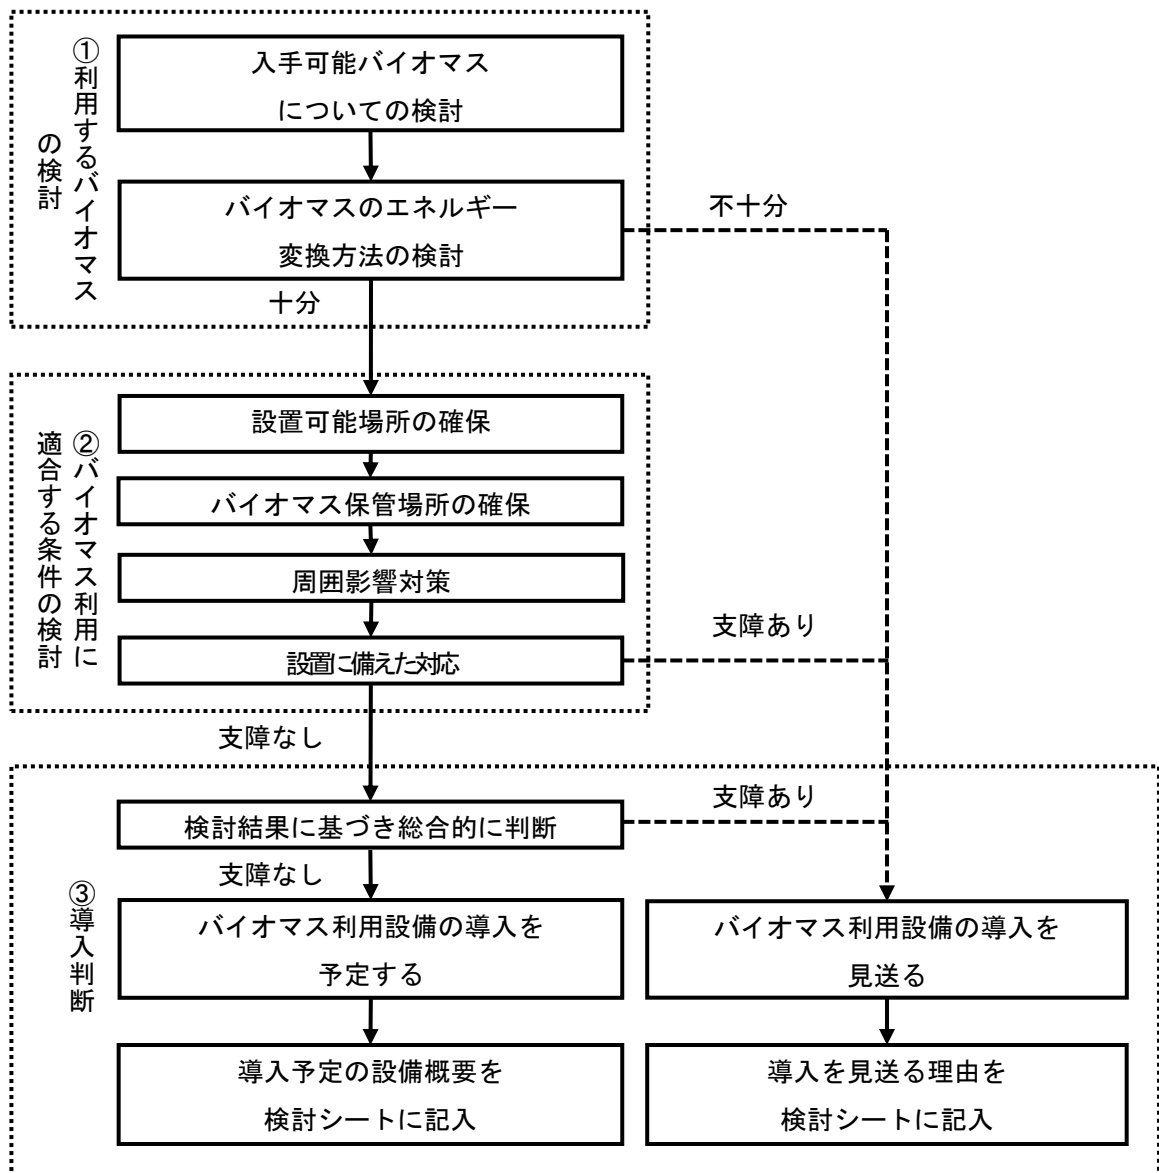 ①利用するバイオマス
の検討
入手可能バイオマス
についての検討
バイオマスのエネルギー
変換方法の検討
不十分
十分
②バイオマス利用に
適合する条件の検討
設置可能場所の確保
バイオマス保管場所の確保
周囲影響対策
設置に備えた対応
支障あり
支障なし
③導入判断
検討結果に基づき総合的に判断
支障あり
支障なし
バイオマス利用設備の導入を
予定する
バイオマス利用設備の導入を
見送る
導入予定の設備概要を
検討シートに記入
導入を見送る理由を
検討シートに記入